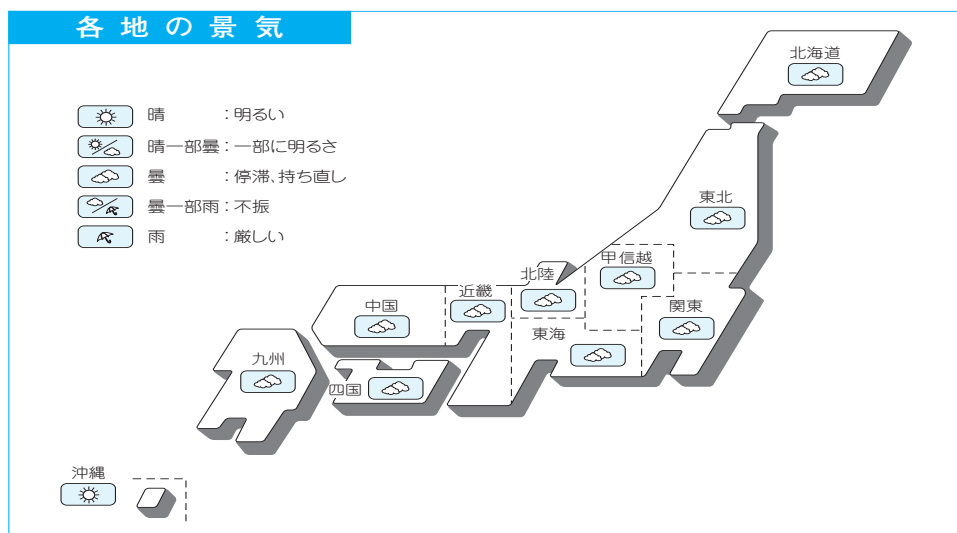 各地の景気
晴　：明るい
晴一部曇：一部に明るさ
曇　：停滞、持ち直し
曇一部雨：不振
雨　：厳しい
北海道
東北
甲信越
北陸
近畿
中国
関東
東海
九州
四国
沖縄